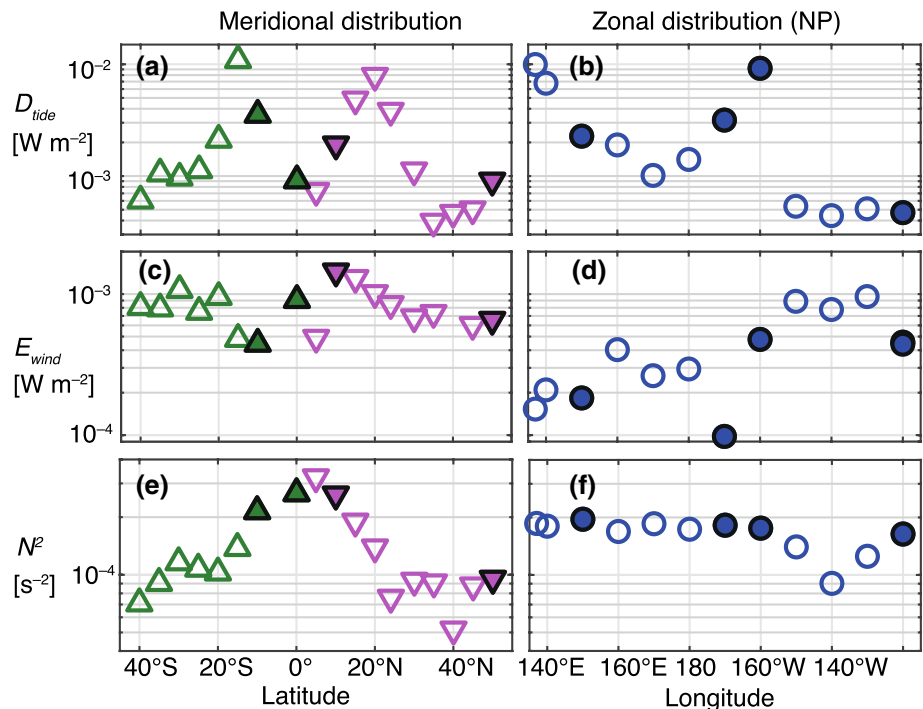 Meridional distribution
Zonal distribution (NP)
(a)
(b)
10⁻²
D_tide
[W m⁻²]
10⁻³
(c)
(d)
10⁻³
E_wind
[W m⁻²]
10⁻⁴
(e)
(f)
N²
[s⁻²]
10⁻⁴
40°S 20°S 0° 20°N 40°N
140°E 160°E 180 160°W 140°W
Latitude
Longitude